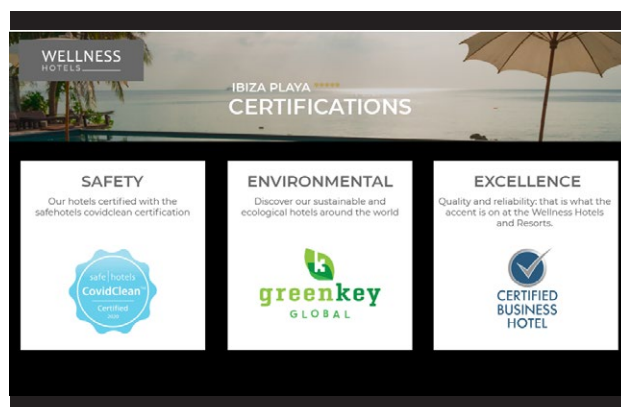 WELLNESS
HOTELS
IBIZA PLAYA
CERTIFICATIONS
SAFETY
Our hotels certified with the
safehotels covidclean certification
safe|hotels
CovidClean™
Certified
2020
ENVIRONMENTAL
Discover our sustainable and
ecological hotels around the world
greenkey
GLOBAL
EXCELLENCE
Quality and reliability: that is what the
accent is on at the Wellness Hotels
and Resorts.
CERTIFIED
BUSINESS
HOTEL